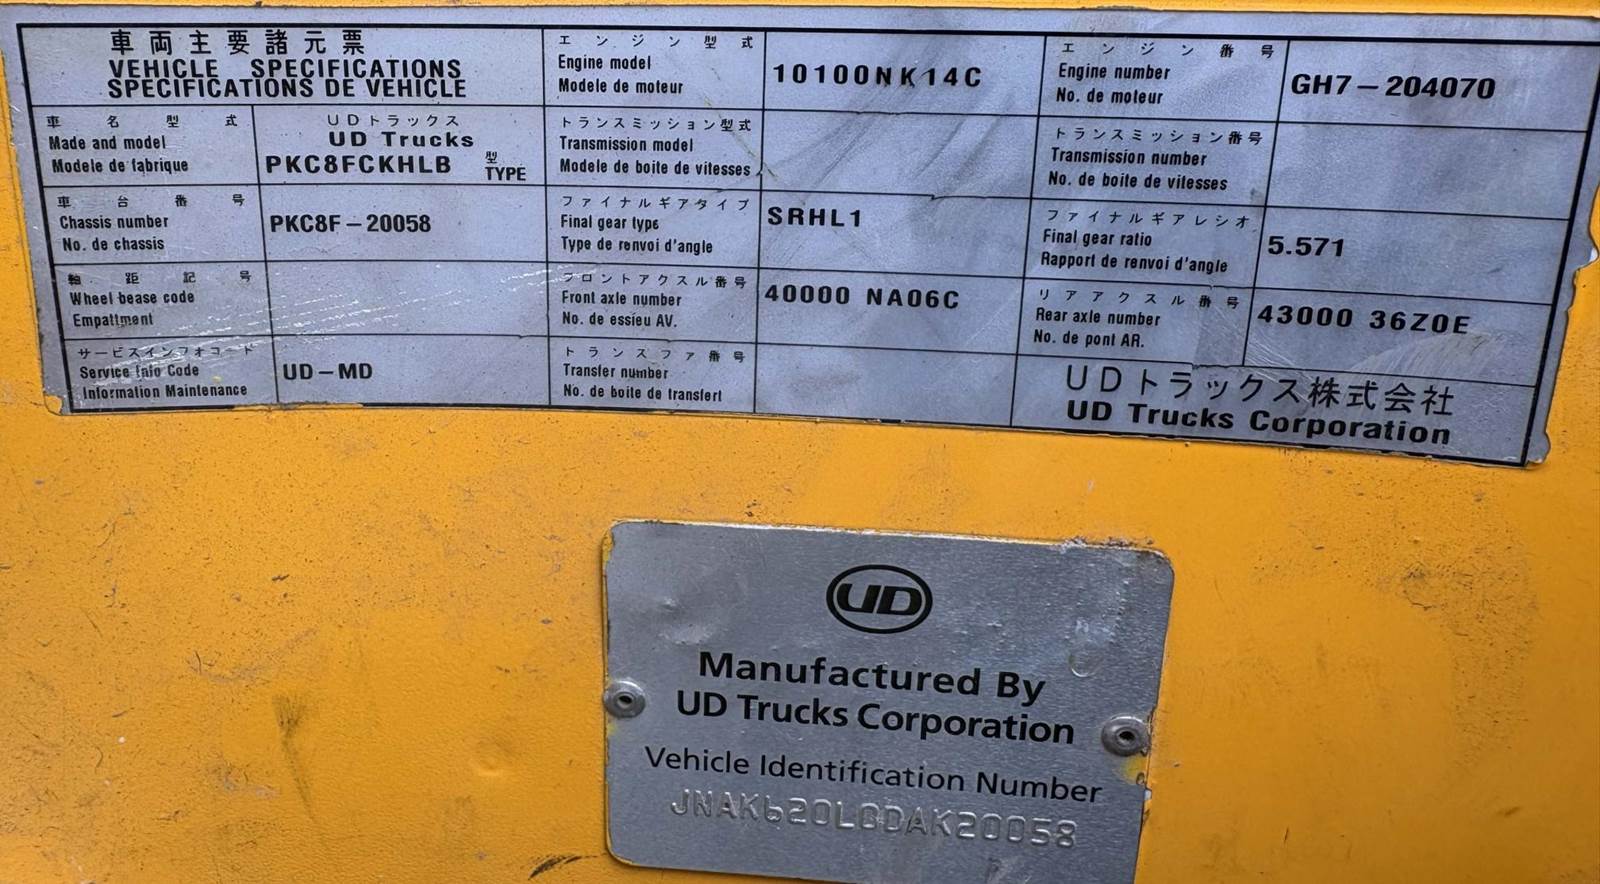 車両主要諸元票
VEHICLE SPECIFICATIONS
SPECIFICATIONS DE VEHICLE
エンジン型式
Engine model
Modele de moteur
10100NK14C
エンジン番号
Engine number
No. de moteur
GH7-204070
車名型式
Made and model
Modele de fabrique
UDトラックス
UD Trucks
PKC8FCKHLB 型 TYPE
トランスミッション型式
Transmission model
Modele de boite de vitesses
トランスミッション番号
Transmission number
No. de boite de vitesses
車台番号
Chassis number
No. de chassis
PKC8F-20058
ファイナルギアタイプ
Final gear type
Type de renvoi d'angle
SRHL1
ファイナルギアレシオ
Final gear ratio
Rapport de renvoi d'angle
5.571
軸距記号
Wheel bease code
Empattment
フロントアクスル番号
Front axle number
No. de essieu AV.
40000 NA06C
リアアクスル番号
Rear axle number
No. de pont AR.
43000 36Z0E
サービスインフォコード
Service Info Code
Information Maintenance
UD-MD
トランスファ番号
Transfer number
No. de boite de transfert
UDトラックス株式会社
UD Trucks Corporation
UD
Manufactured By
UD Trucks Corporation
Vehicle Identification Number